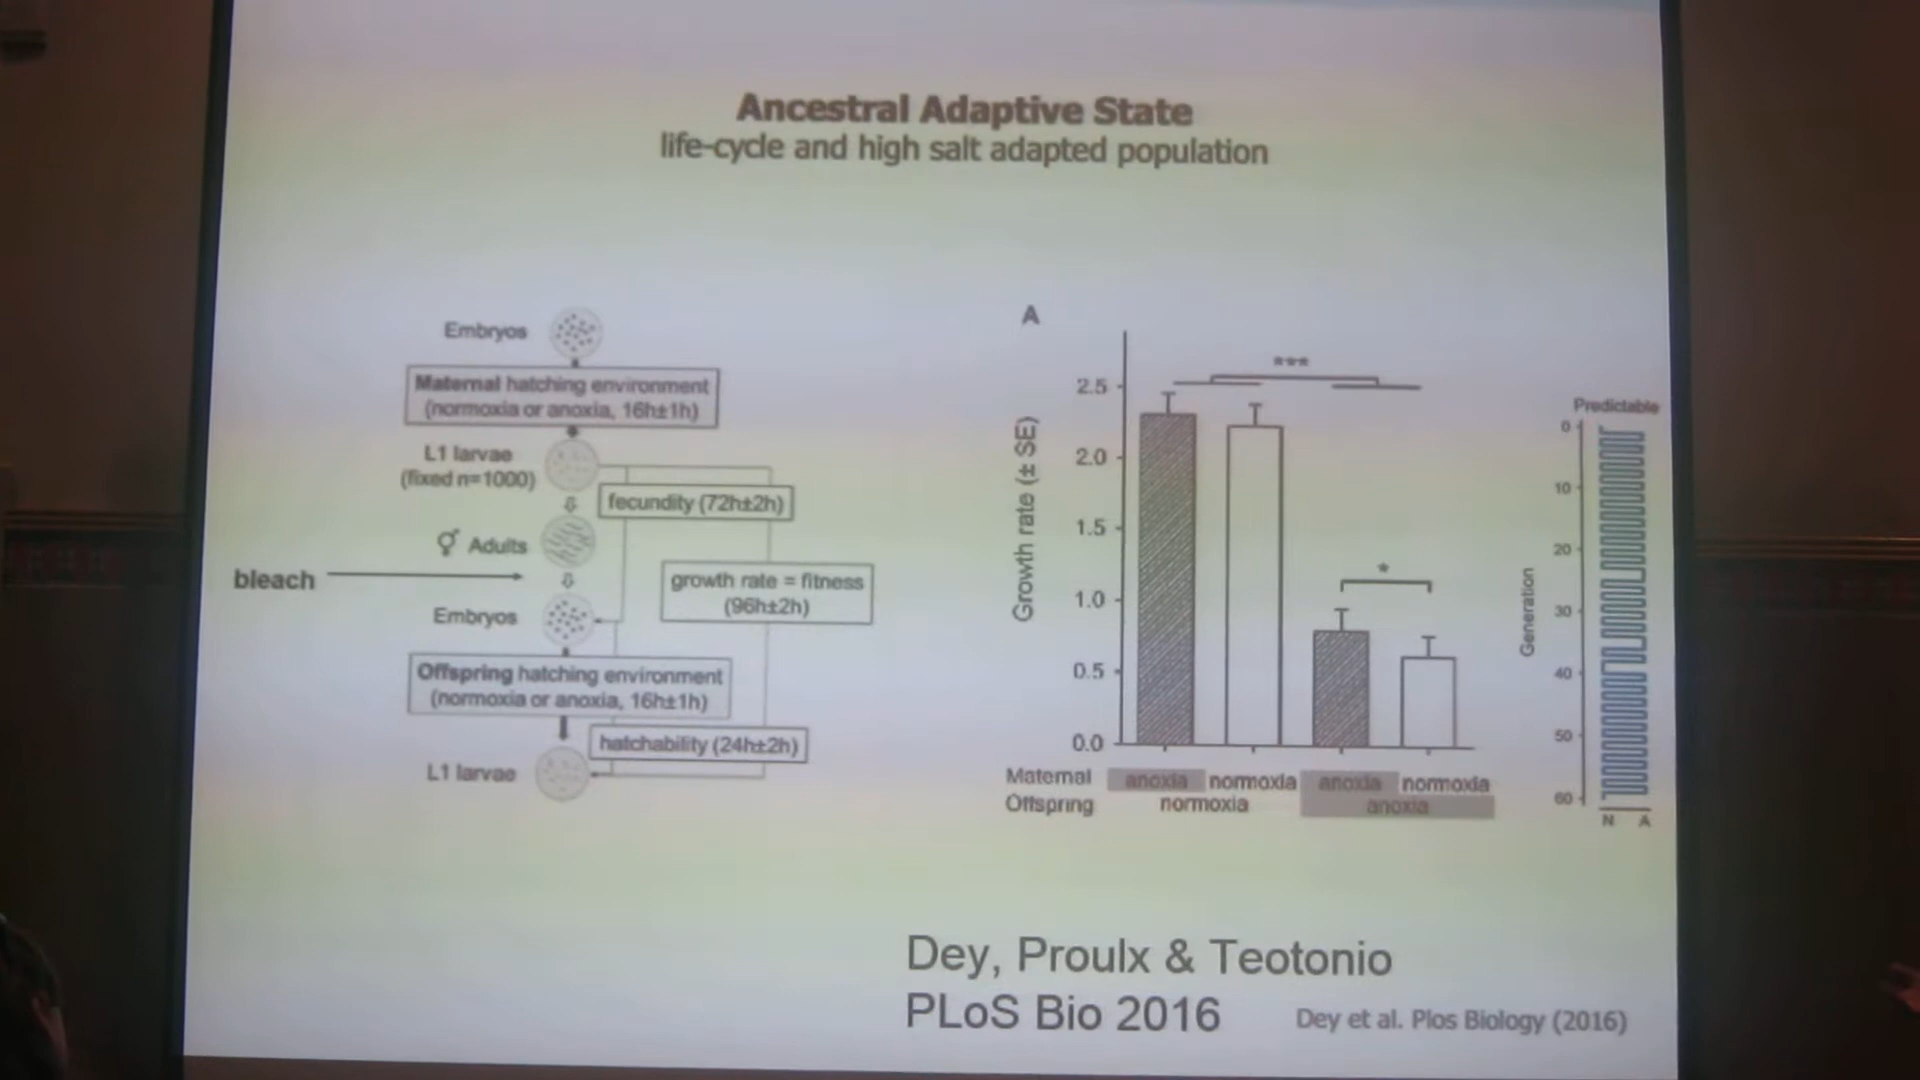 Ancestral Adaptive State
life-cycle and high salt adapted population
Embryos
Maternal hatching environment
(normoxia or anoxia, 16h±1h)
L1 larvae
(fixed n=1000)
fecundity (72h±2h)
Adults
bleach
growth rate = fitness
(96h±2h)
Embryos
Offspring hatching environment
(normoxia or anoxia, 16h±1h)
hatchability (24h±2h)
L1 larvae
A
***
*
Growth rate (± SE)
2.5
2.0
1.5
1.0
0.5
0.0
Maternal anoxia normoxia anoxia normoxia
Offspring normoxia anoxia
Predictable
Generation
0
10
20
30
40
50
60
N A
Dey, Proulx & Teotonio
PLoS Bio 2016
Dey et al. Plos Biology (2016)